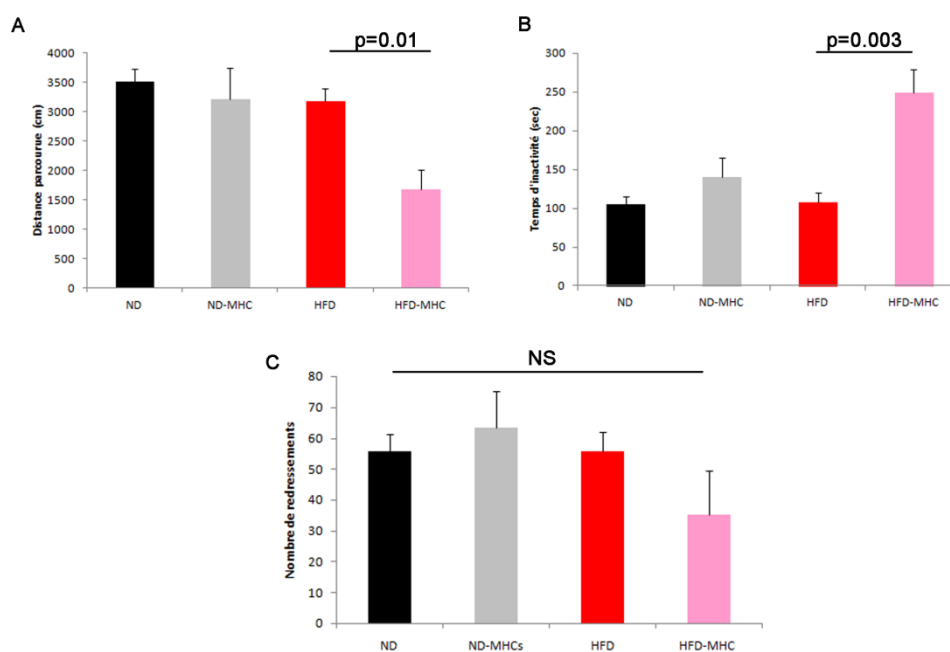 A
p=0.01
Distance parcourue (cm)
4000
3500
3000
2500
2000
1500
1000
500
0
ND
ND-MHC
HFD
HFD-MHC
B
p=0.003
Temps d'inactivité (sec)
300
250
200
150
100
50
0
ND
ND-MHC
HFD
HFD-MHC
C
NS
Nombre de redressements
80
70
60
50
40
30
20
10
0
ND
ND-MHCs
HFD
HFD-MHC